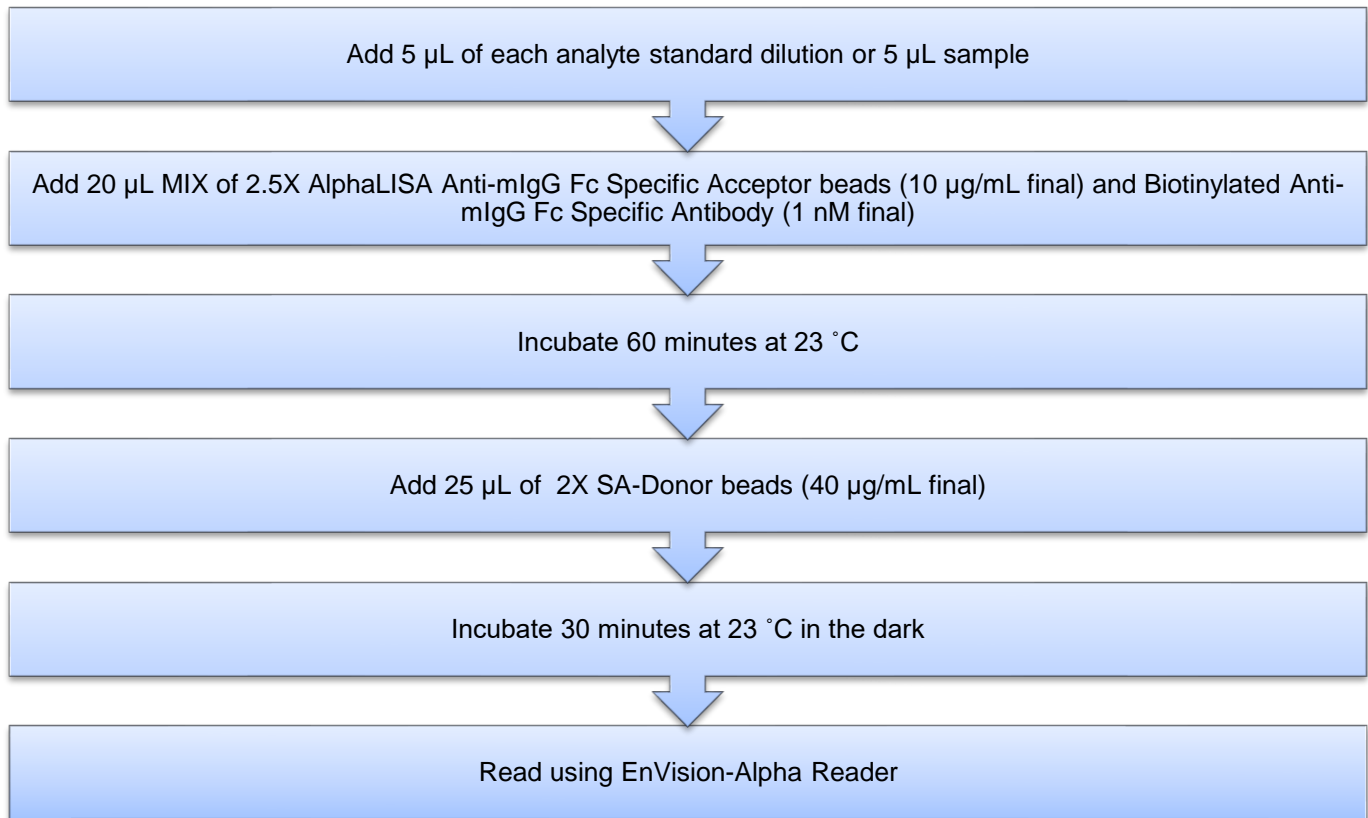 Add 5 µL of each analyte standard dilution or 5 µL sample
Add 20 µL MIX of 2.5X AlphaLISA Anti-mIgG Fc Specific Acceptor beads (10 µg/mL final) and Biotinylated Anti-
mIgG Fc Specific Antibody (1 nM final)
Incubate 60 minutes at 23 ˚C
Add 25 µL of  2X SA-Donor beads (40 µg/mL final)
Incubate 30 minutes at 23 ˚C in the dark
Read using EnVision-Alpha Reader